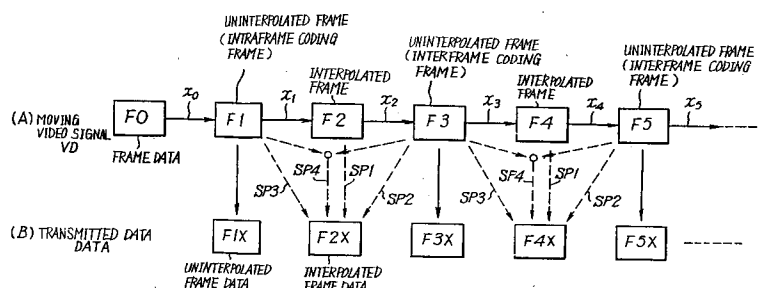 UNINTERPOLATED FRAME
(INTRAFRAME CODING
FRAME)
UNINTERPOLATED FRAME
(INTERFRAME CODING
FRAME)
UNINTERPOLATED FRAME
(INTERFRAME CODING
FRAME)
INTERPOLATED
FRAME
INTERPOLATED
FRAME
(A) MOVING
VIDEO SIGNAL
VD
F0
x0
F1
x1
F2
x2
F3
x3
F4
x4
F5
x5
FRAME DATA
SP3
SP4
SP1
SP2
SP3
SP4
SP1
SP2
(B) TRANSMITTED DATA
DATA
F1X
F2X
F3X
F4X
F5X
UNINTERPOLATED
FRAME DATA
INTERPOLATED
FRAME DATA